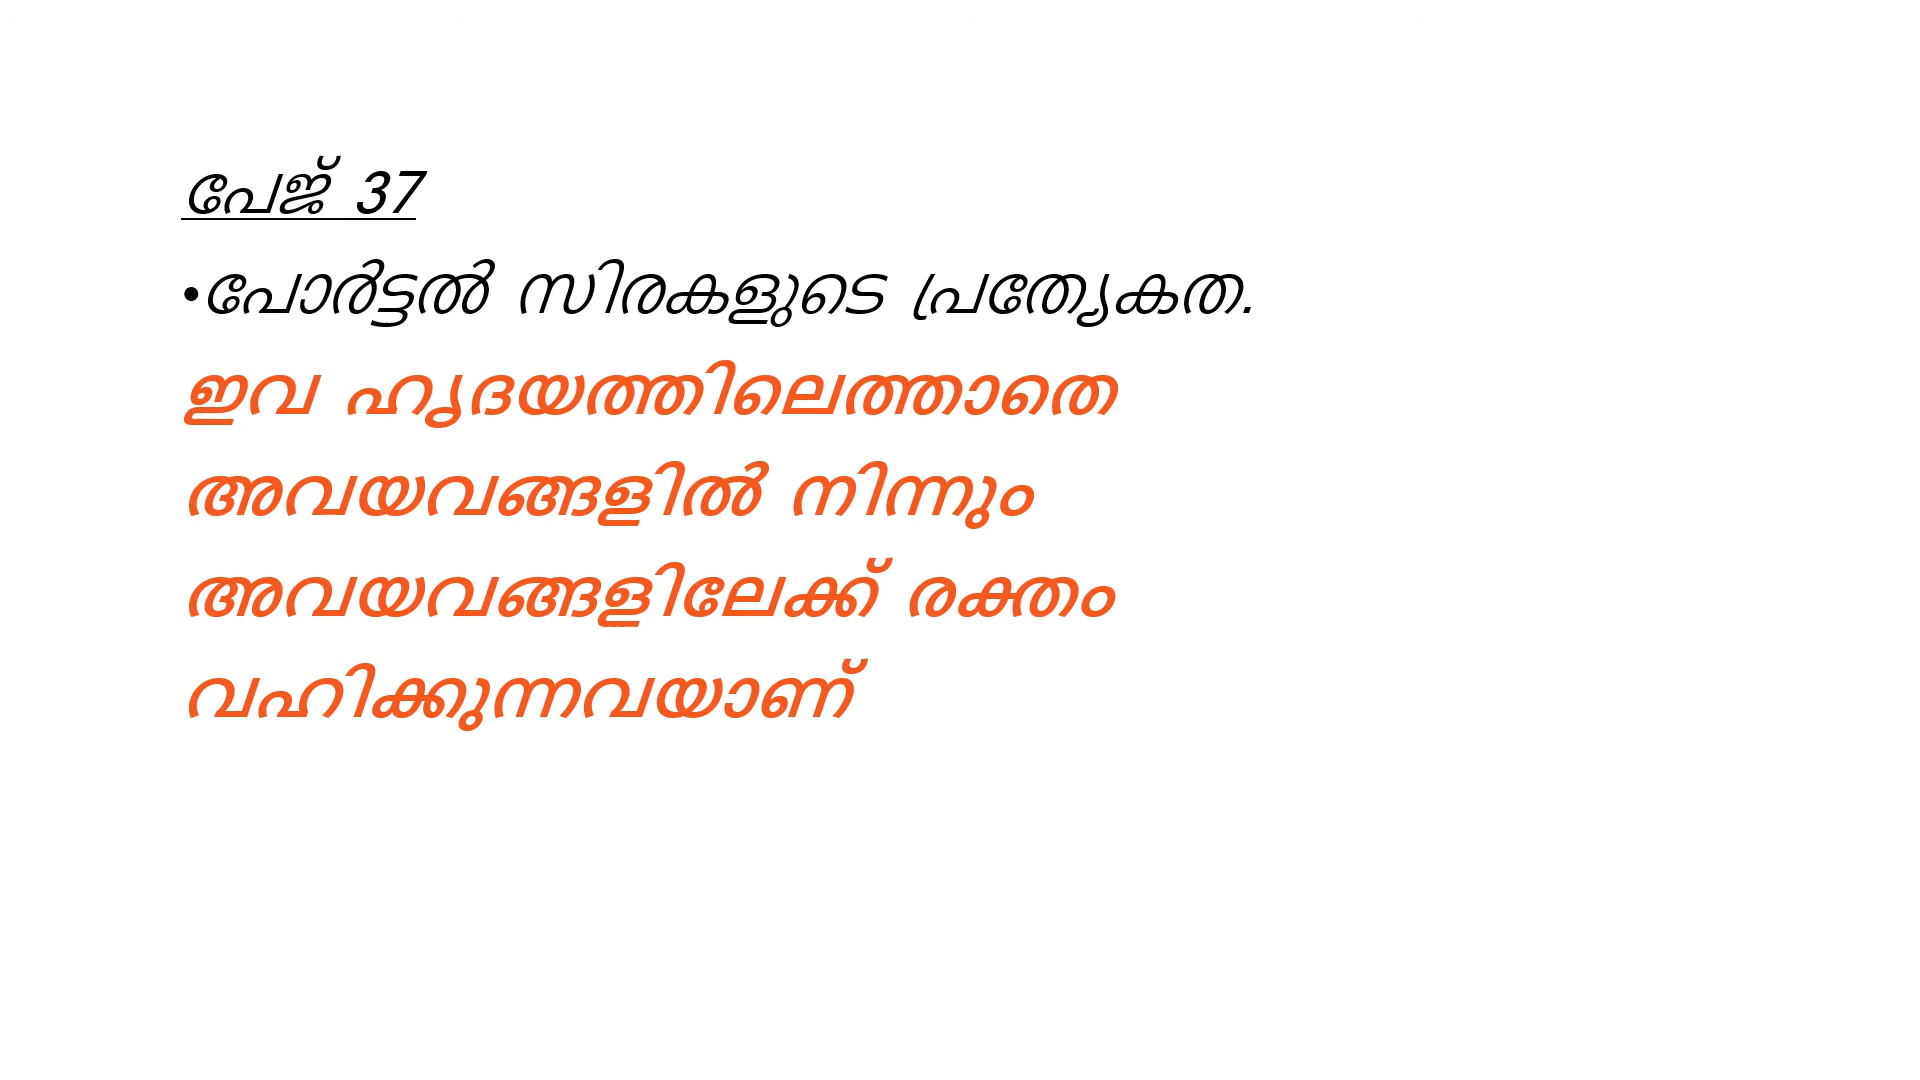 പേജ് 37
•പോർട്ടൽ സിരകളുടെ പ്രത്യേകത.
ഇവ ഹൃദയത്തിലെത്താതെ
അവയവങ്ങളിൽ നിന്നും
അവയവങ്ങളിലേക്ക് രക്തം
വഹിക്കുന്നവയാണ്